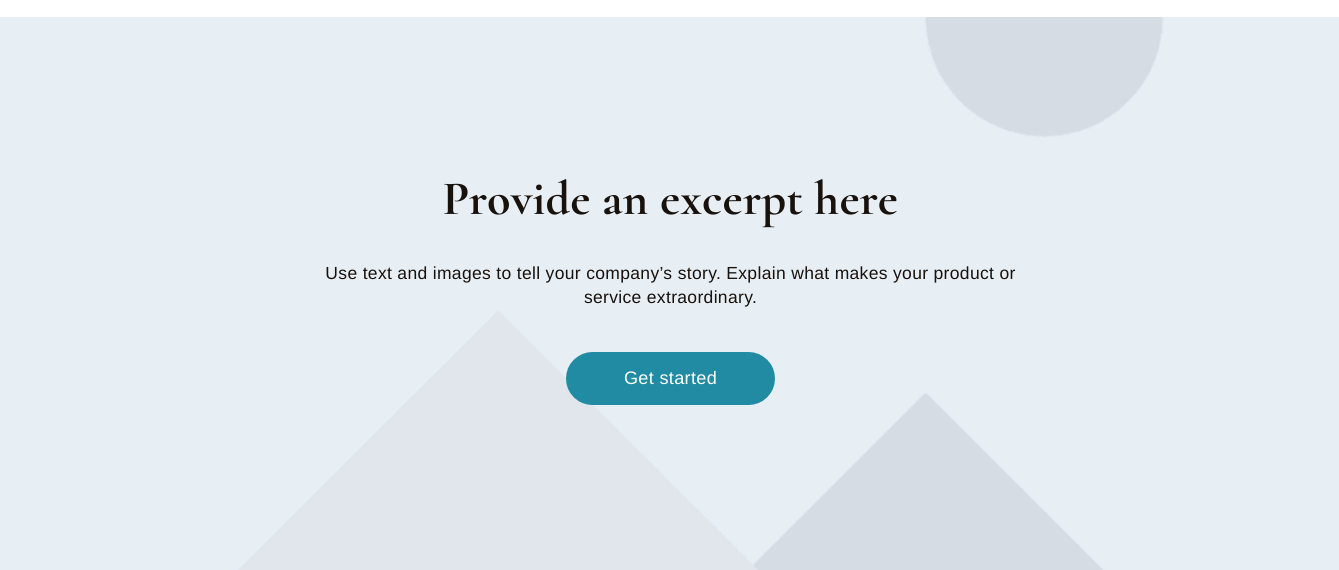 Provide an excerpt here
Use text and images to tell your company’s story. Explain what makes your product or
service extraordinary.
Get started